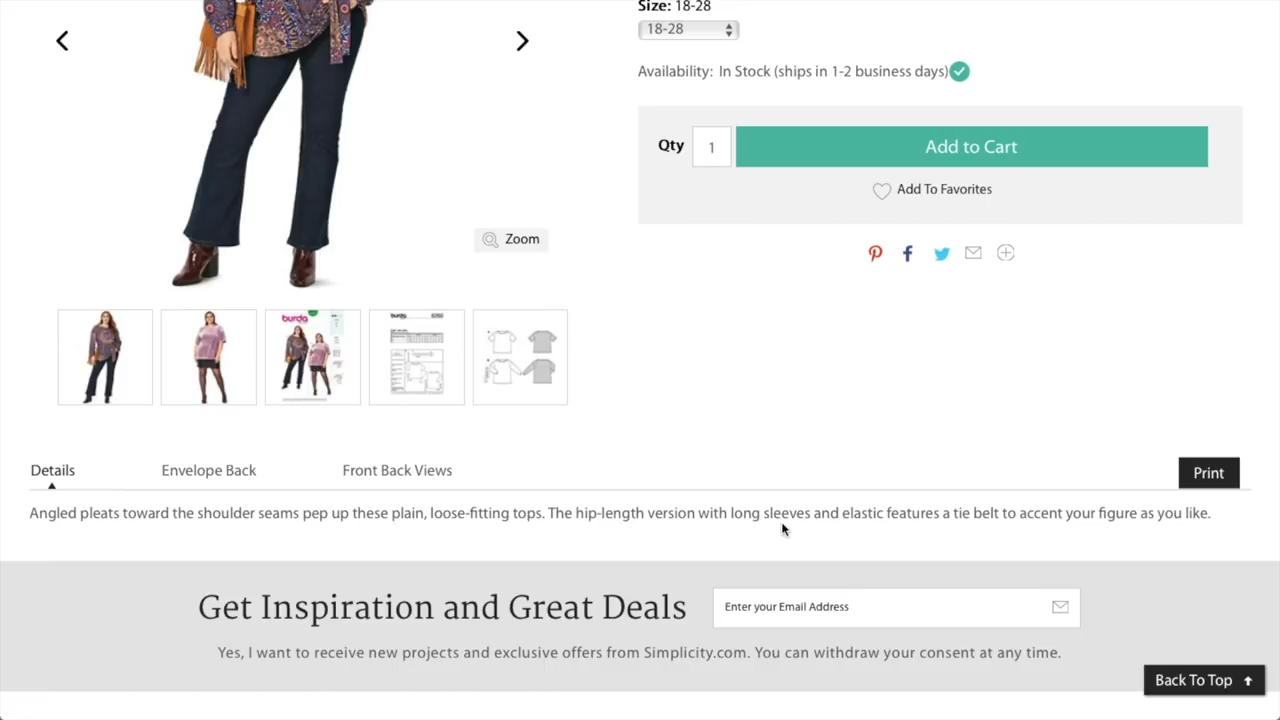 Size: 18-28
18-28
Availability: In Stock (ships in 1-2 business days)
Qty 1 Add to Cart
Add To Favorites
Zoom
burda
burda
Details Envelope Back Front Back Views Print
Angled pleats toward the shoulder seams pep up these plain, loose-fitting tops. The hip-length version with long sleeves and elastic features a tie belt to accent your figure as you like.
Get Inspiration and Great Deals
Enter your Email Address
Yes, I want to receive new projects and exclusive offers from Simplicity.com. You can withdraw your consent at any time.
Back To Top